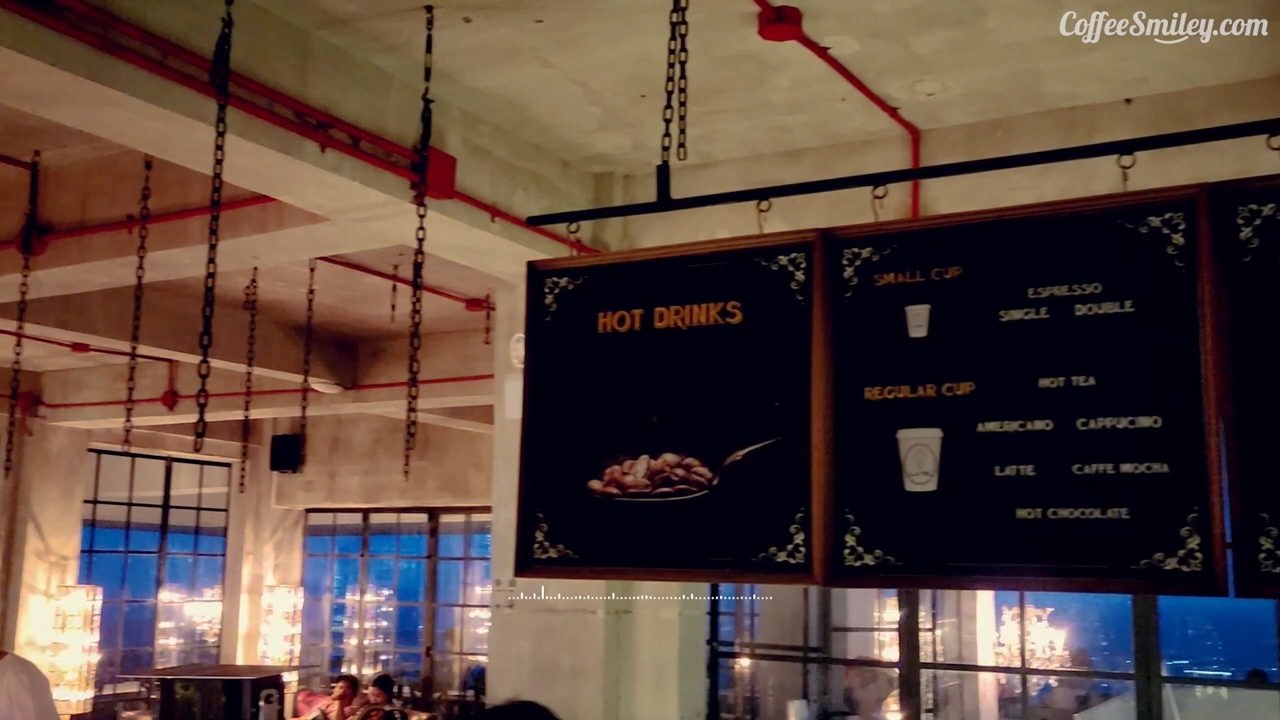 CoffeeSmiley.com
HOT DRINKS
SMALL CUP
ESPRESSO
SINGLE DOUBLE
REGULAR CUP
HOT TEA
AMERICANO CAPPUCINO
LATTE CAFFE MOCHA
HOT CHOCOLATE